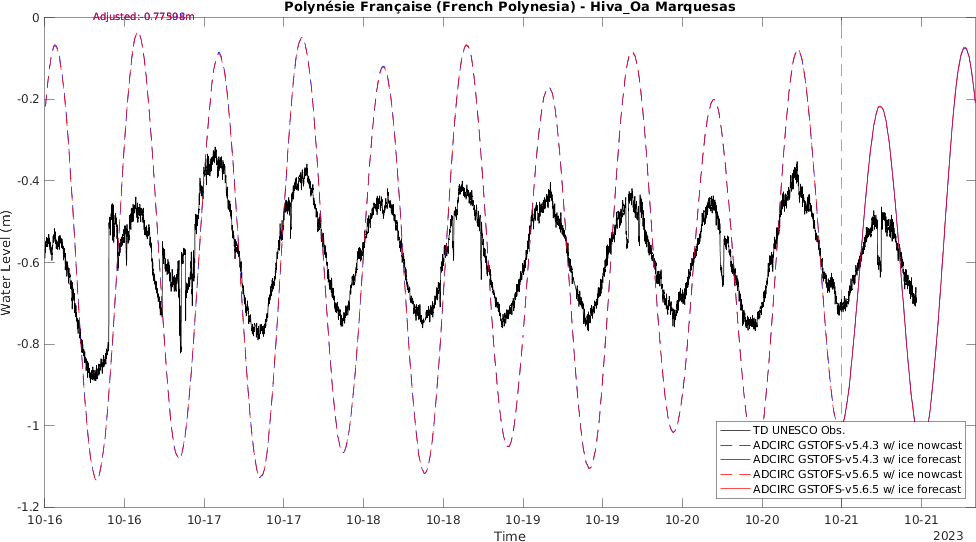 Polynésie Française (French Polynesia) - Hiva_Oa Marquesas
Adjusted:
0
-0.2
-0.4
-0.6
-0.8
-1
-1.2
Water Level (m)
TD UNESCO Obs.
ADCIRC GSTOFS-v5.4.3 w/ ice nowcast
ADCIRC GSTOFS-v5.4.3 w/ ice forecast
ADCIRC GSTOFS-v5.6.5 w/ ice nowcast
ADCIRC GSTOFS-v5.6.5 w/ ice forecast
10-16 10-16 10-17 10-17 10-18 10-18 10-19 10-19 10-20 10-20 10-21 10-21
2023
Time